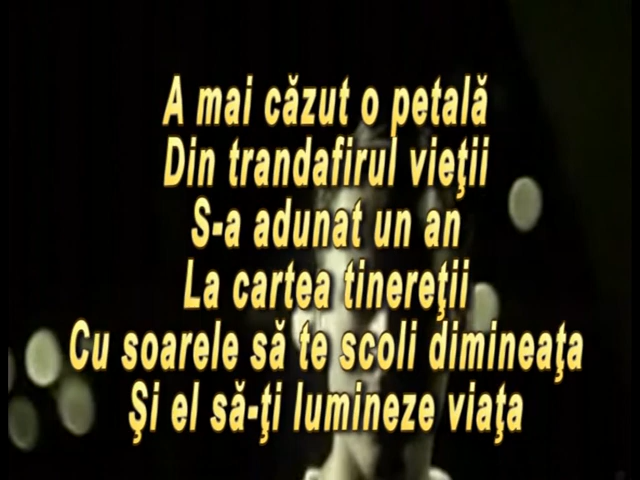 A mai căzut o petală
Din trandafirul vieţii
S-a adunat un an
La cartea tinereţii
Cu soarele să te scoli dimineaţa
Şi el să-ţi lumineze viaţa